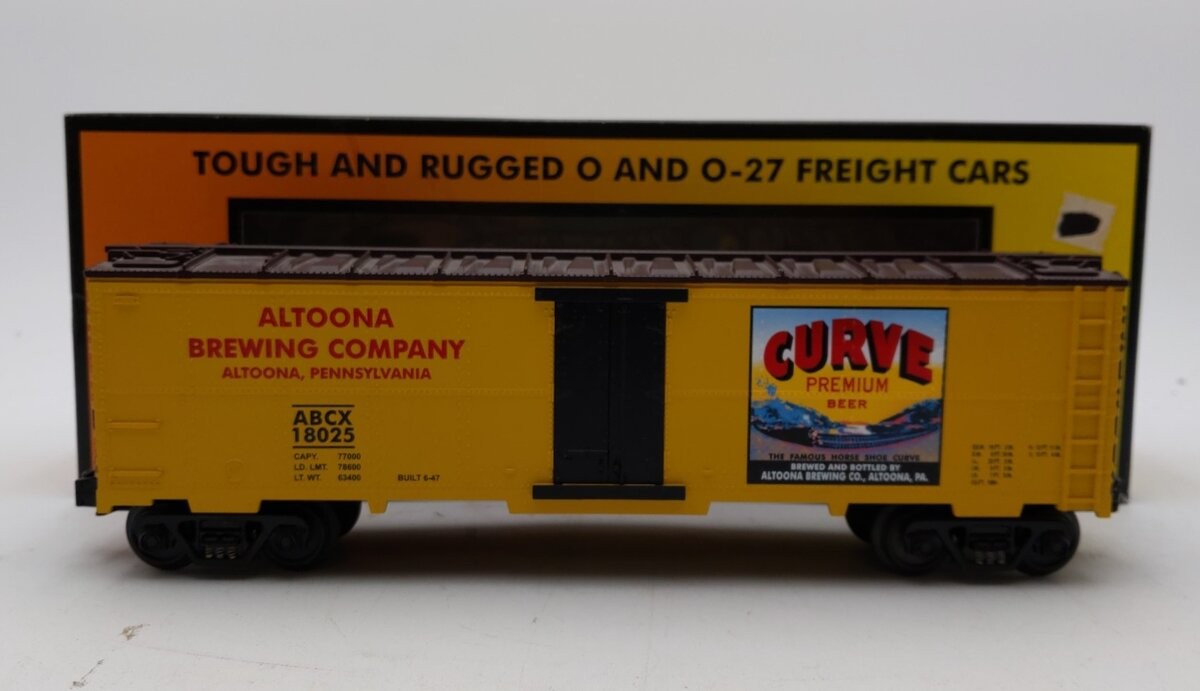 TOUGH AND RUGGED O AND O-27 FREIGHT CARS
ALTOONA
BREWING COMPANY
ALTOONA, PENNSYLVANIA
ABCX
18025
CAPY. 77000
LD. LMT. 78600
LT. WT. 63400
BUILT 6-47
CURVE
PREMIUM
BEER
THE FAMOUS HORSE SHOE CURVE
BREWED AND BOTTLED BY
ALTOONA BREWING CO., ALTOONA, PA.